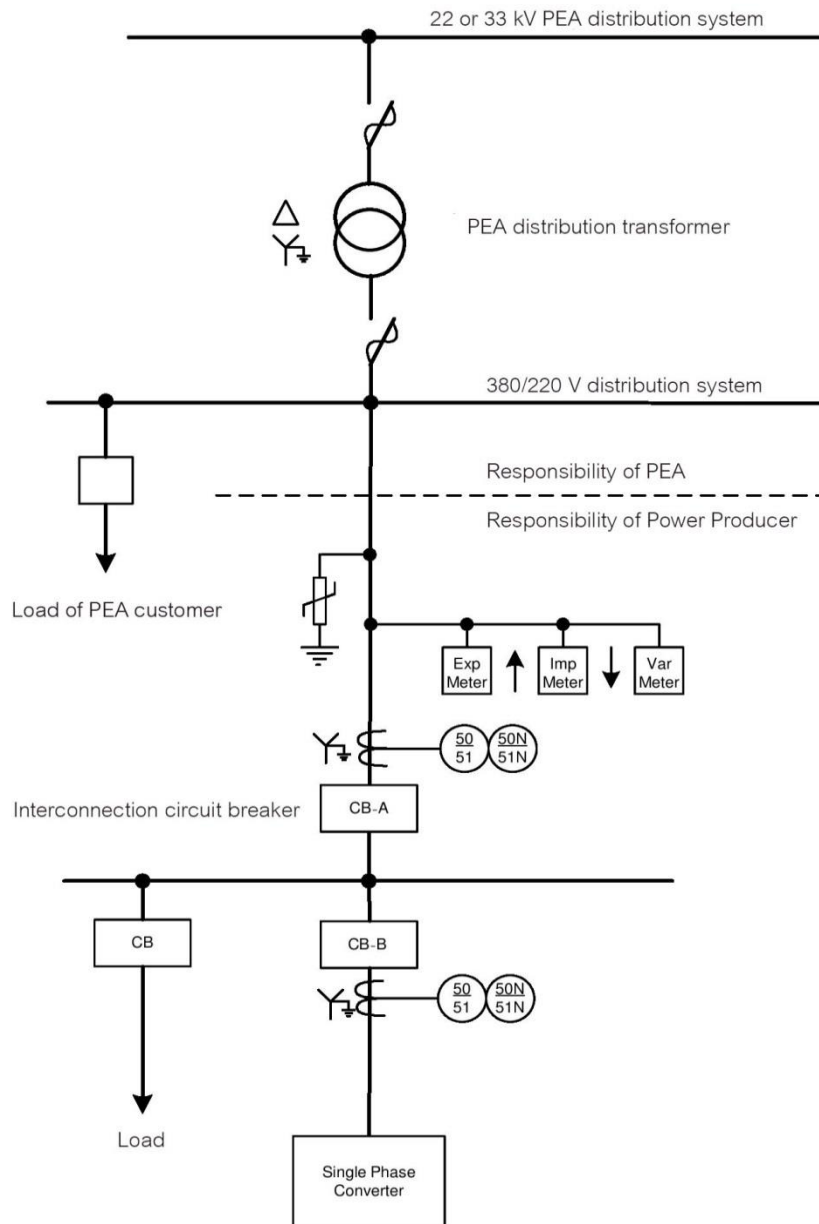 22 or 33 kV PEA distribution system
PEA distribution transformer
380/220 V distribution system
Responsibility of PEA
Responsibility of Power Producer
Load of PEA customer
Exp
Meter
Imp
Meter
Var
Meter
50
51
50N
51N
Interconnection circuit breaker
CB-A
CB
CB-B
50
51
50N
51N
Load
Single Phase
Converter